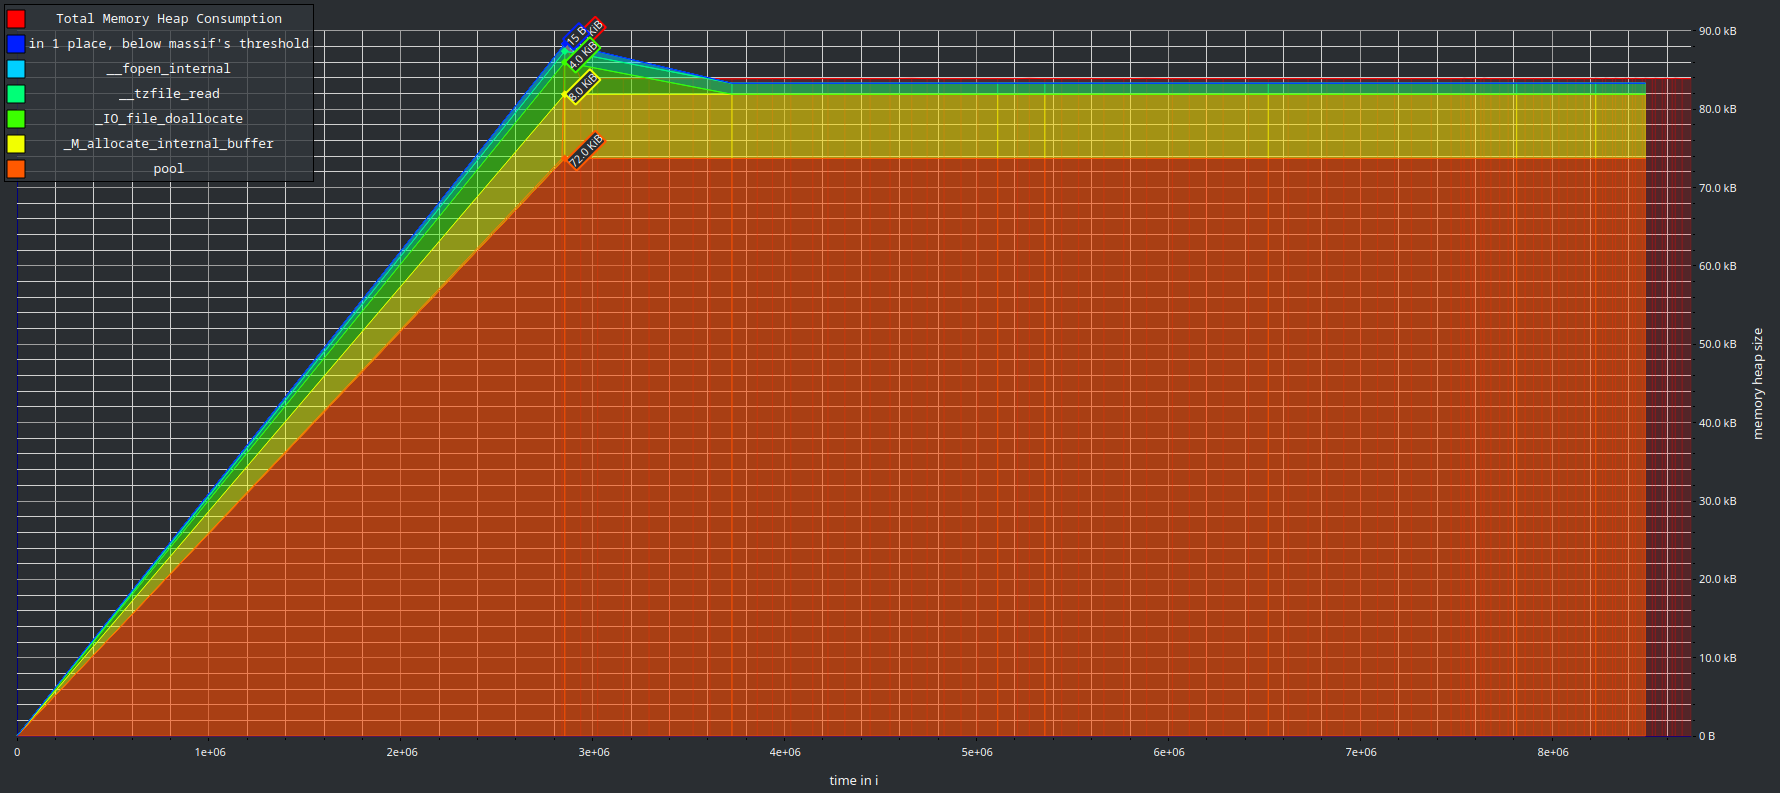 Total Memory Heap Consumption
in 1 place, below massif's threshold
__fopen_internal
__tzfile_read
_IO_file_doallocate
_M_allocate_internal_buffer
pool
KiB
15 B
4.0 KiB
8.0 KiB
72.0 KiB
90.0 kB
80.0 kB
70.0 kB
60.0 kB
50.0 kB
40.0 kB
30.0 kB
20.0 kB
10.0 kB
0 B
memory heap size
0 1e+06 2e+06 3e+06 4e+06 5e+06 6e+06 7e+06 8e+06
time in i